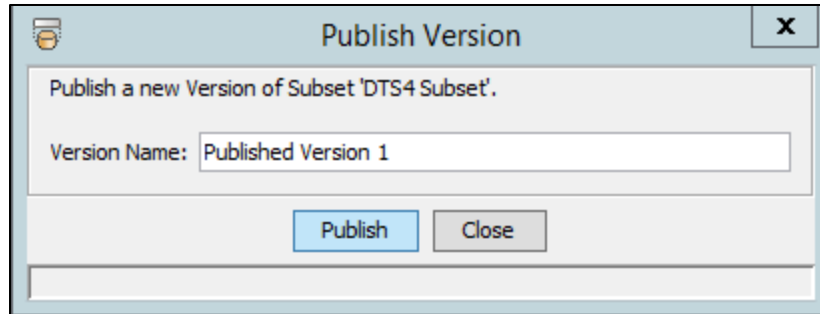 Publish Version
x
Publish a new Version of Subset 'DTS4 Subset'.
Version Name: Published Version 1
Publish Close